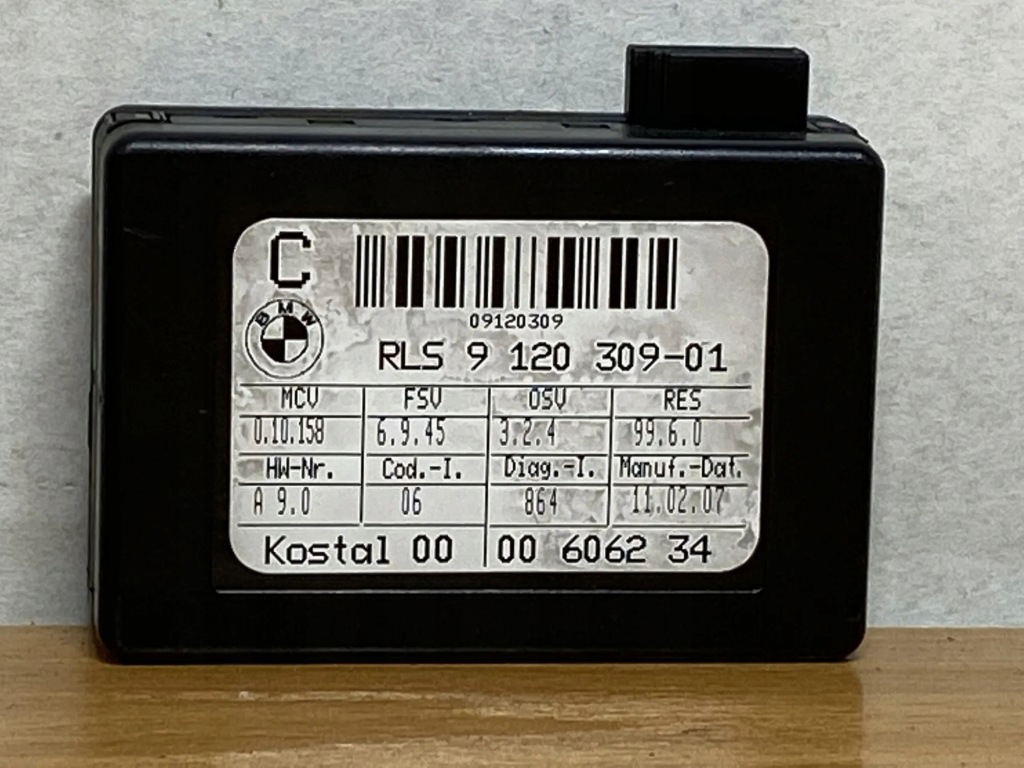 C
09120309
BMW
RLS 9 120 309-01
MCV FSV OSV RES
0.10.158 6.9.45 3.2.4 99.6.0
HW-Nr. Cod.-I. Diag.-I. Manuf.-Dat.
A 9.0 06 864 11.02.07
Kostal 00 00 6062 34